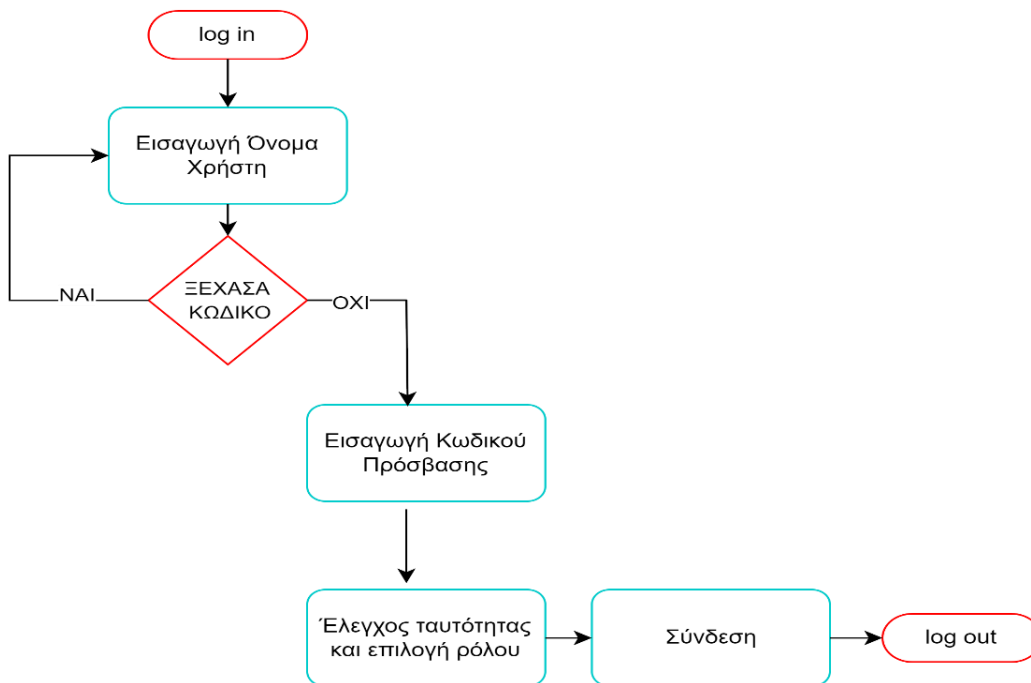 log in
Εισαγωγή Όνομα
Χρήστη
ΞΕΧΑΣΑ
ΚΩΔΙΚΟ
ΝΑΙ
ΟΧΙ
Εισαγωγή Κωδικού
Πρόσβασης
Έλεγχος ταυτότητας
και επιλογή ρόλου
Σύνδεση
log out